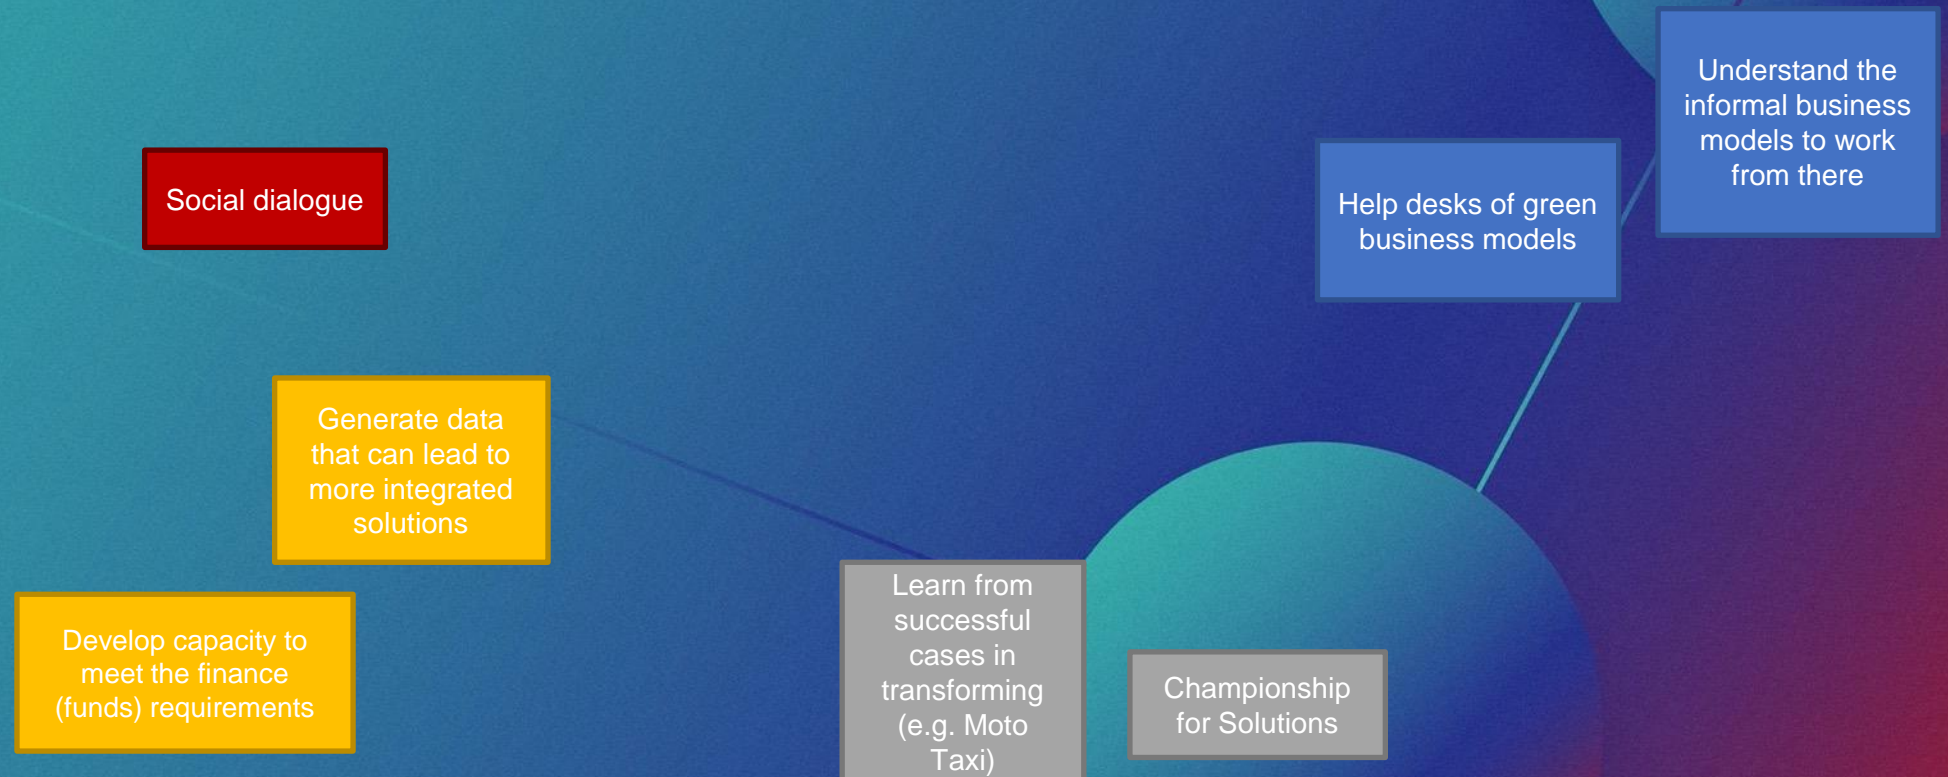 Understand the
informal business
models to work
from there
Social dialogue
Help desks of green
business models
Generate data
that can lead to
more integrated
solutions
Develop capacity to
meet the finance
(funds) requirements
Learn from
successful
cases in
transforming
(e.g. Moto
Taxi)
Championship
for Solutions